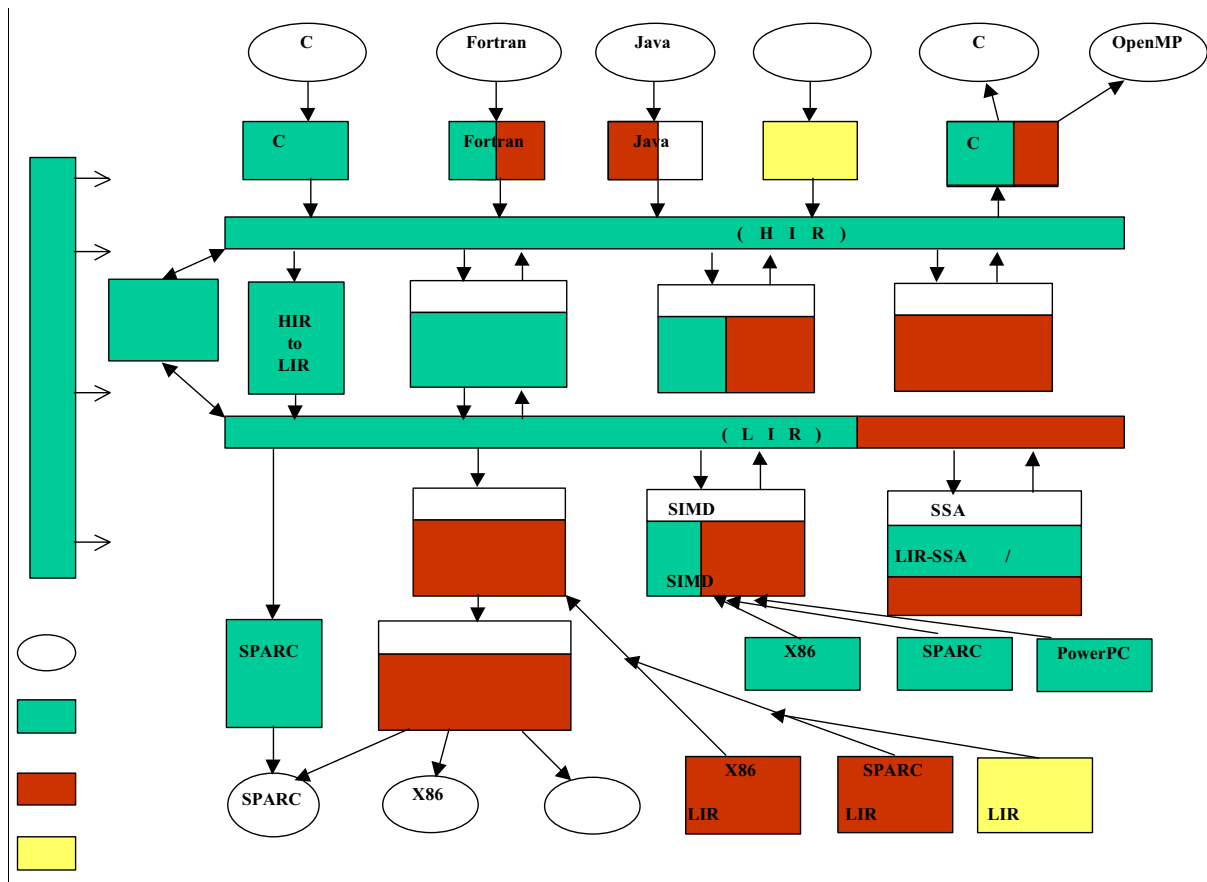 C
Fortran
Java
C
OpenMP
C
Fortran
Java
C
( H I R )
HIR
to
LIR
( L I R )
SIMD
SSA
LIR-SSA /
SIMD
SPARC
X86
SPARC
PowerPC
X86
SPARC
LIR
LIR
LIR
SPARC
X86